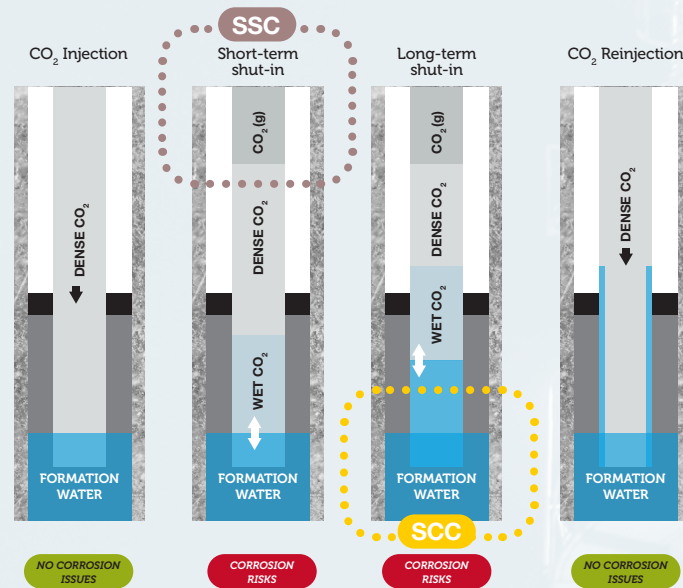 SSC
CO2 Injection
Short-term
shut-in
Long-term
shut-in
CO2 Reinjection
DENSE CO2
CO2(g)
DENSE CO2
WET CO2
CO2(g)
DENSE CO2
WET CO2
DENSE CO2
FORMATION
WATER
FORMATION
WATER
FORMATION
WATER
FORMATION
WATER
SCC
NO CORROSION
ISSUES
CORROSION
RISKS
CORROSION
RISKS
NO CORROSION
ISSUES